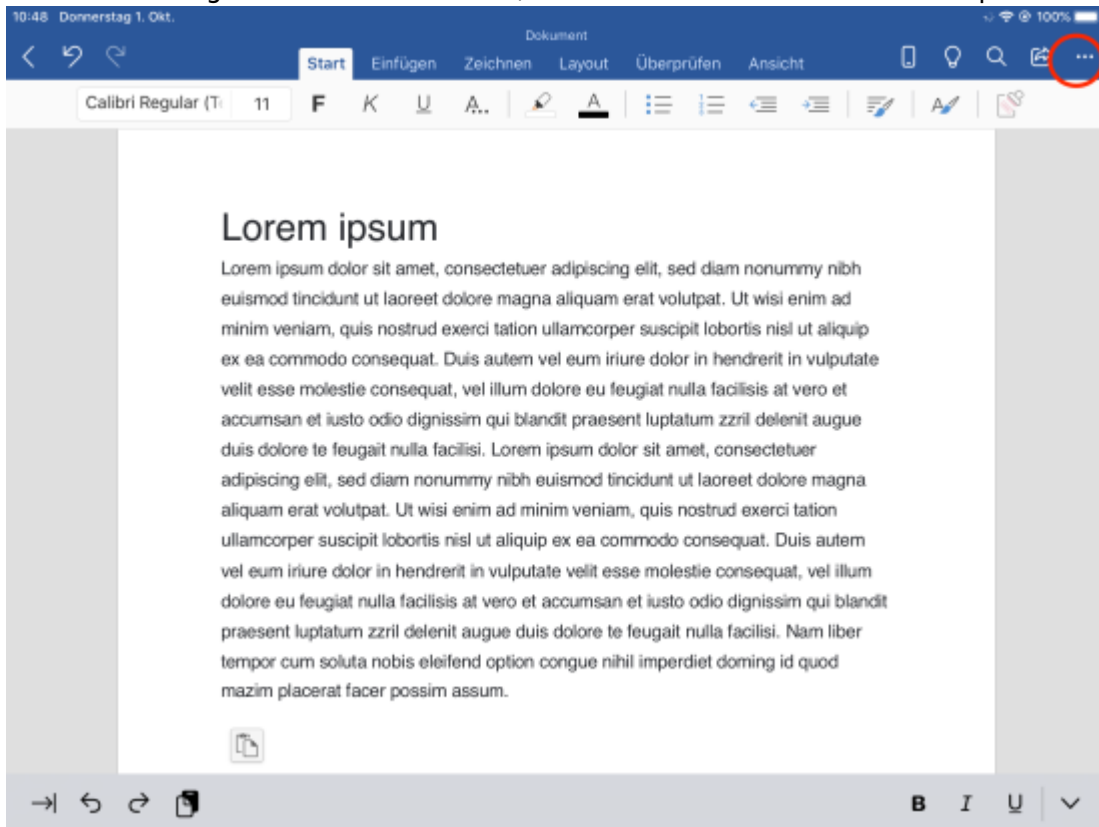 10:48 Donnerstag 1. Okt. 100%
Dokument
Start Einfügen Zeichnen Layout Überprüfen Ansicht
Calibri Regular (T 11 F K U A.. A
Lorem ipsum
Lorem ipsum dolor sit amet, consectetuer adipiscing elit, sed diam nonummy nibh
euismod tincidunt ut laoreet dolore magna aliquam erat volutpat. Ut wisi enim ad
minim veniam, quis nostrud exerci tation ullamcorper suscipit lobortis nisl ut aliquip
ex ea commodo consequat. Duis autem vel eum iriure dolor in hendrerit in vulputate
velit esse molestie consequat, vel illum dolore eu feugiat nulla facilisis at vero et
accumsan et iusto odio dignissim qui blandit praesent luptatum zzril delenit augue
duis dolore te feugait nulla facilisi. Lorem ipsum dolor sit amet, consectetuer
adipiscing elit, sed diam nonummy nibh euismod tincidunt ut laoreet dolore magna
aliquam erat volutpat. Ut wisi enim ad minim veniam, quis nostrud exerci tation
ullamcorper suscipit lobortis nisl ut aliquip ex ea commodo consequat. Duis autem
vel eum iriure dolor in hendrerit in vulputate velit esse molestie consequat, vel illum
dolore eu feugiat nulla facilisis at vero et accumsan et iusto odio dignissim qui blandit
praesent luptatum zzril delenit augue duis dolore te feugait nulla facilisi. Nam liber
tempor cum soluta nobis eleifend option congue nihil imperdiet doming id quod
mazim placerat facer possim assum.
B I U